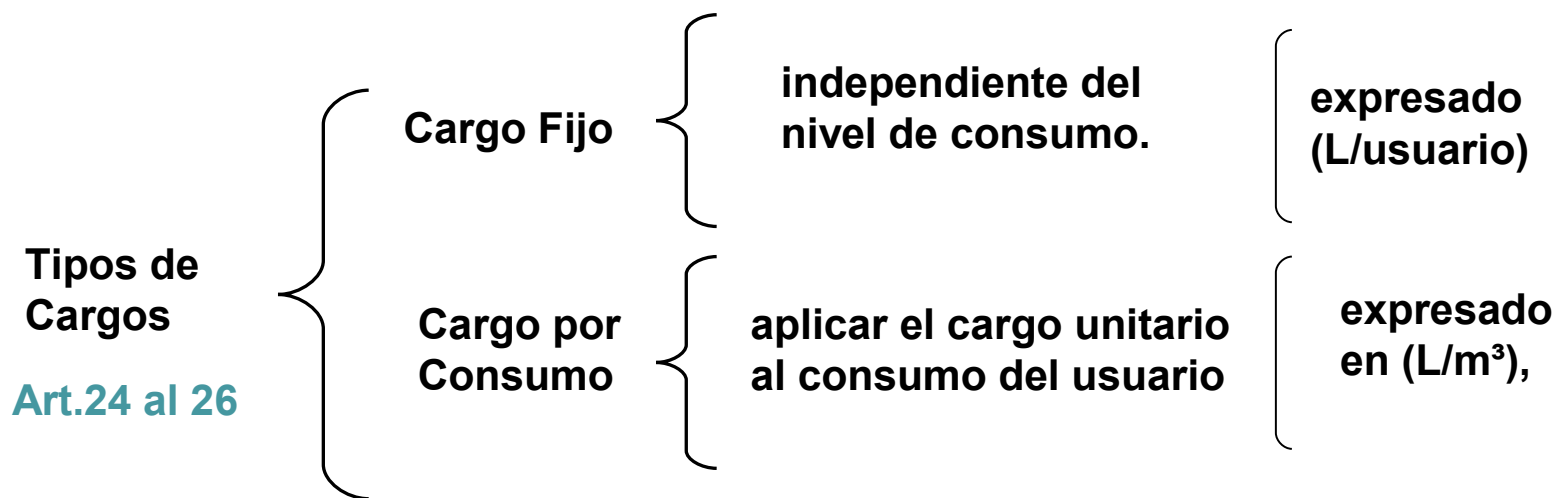 Tipos de
Cargos
Art.24 al 26
Cargo Fijo
independiente del
nivel de consumo.
expresado
(L/usuario)
Cargo por
Consumo
aplicar el cargo unitario
al consumo del usuario
expresado
en (L/m³),